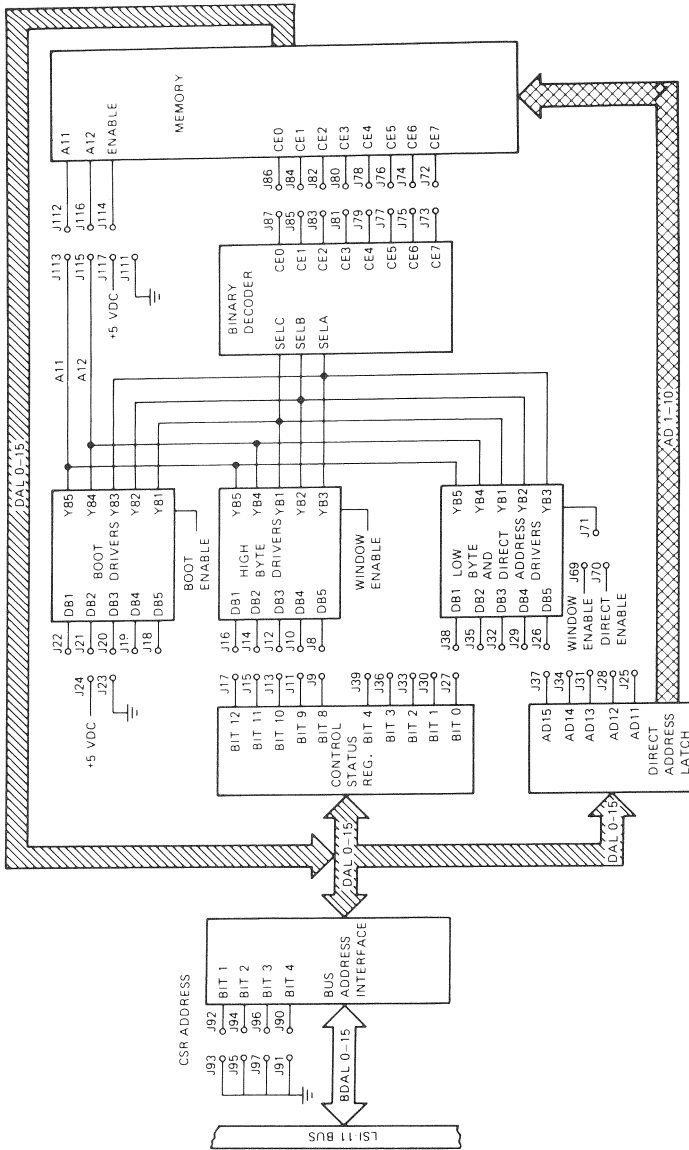 DAL 0-15
MEMORY
A11
A12
ENABLE
CE0
CE1
CE2
CE3
CE4
CE5
CE6
CE7
J112
J116
J114
J86
J84
J82
J80
J78
J76
J74
J72
J113
J115
J117
J111
+5 VDC
J87
J85
J83
J81
J79
J77
J75
J73
BINARY
DECODER
SELC
SELB
SELA
CE0
CE1
CE2
CE3
CE4
CE5
CE6
CE7
A11
A12
AD 1-10
BOOT
DRIVERS
YB5
YB4
YB3
YB2
YB1
DB1
DB2
DB3
DB4
DB5
BOOT
ENABLE
J22
J21
J20
J19
J18
J24
J23
+5 VDC
HIGH
BYTE
DRIVERS
YB5
YB4
YB1
YB2
YB3
DB1
DB2
DB3
DB4
DB5
WINDOW
ENABLE
J16
J14
J12
J10
J8
J17
J15
J13
J11
J9
LOW
BYTE
AND
DIRECT
ADDRESS
DRIVERS
YB5
YB4
YB1
YB2
YB3
DB1
DB2
DB3
DB4
DB5
J71
J69
J70
WINDOW
ENABLE
DIRECT
ENABLE
J38
J35
J32
J29
J26
J39
J36
J33
J30
J27
J37
J34
J31
J28
J25
BIT 12
BIT 11
BIT 10
BIT 9
BIT 8
CONTROL
STATUS
REG.
BIT 4
BIT 3
BIT 2
BIT 1
BIT 0
AD15
AD14
AD13
AD12
AD11
DIRECT
ADDRESS
LATCH
DAL 0-15
DAL 0-15
CSR ADDRESS
J92
J94
J96
J90
BIT 1
BIT 2
BIT 3
BIT 4
BUS
ADDRESS
INTERFACE
J93
J95
J97
J91
BDAL 0-15
LSI-11 BUS